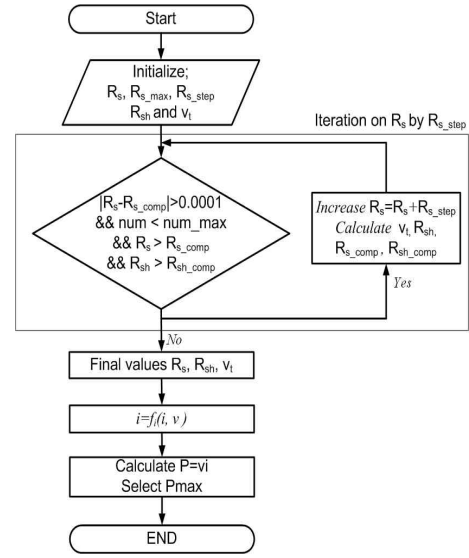 Start
Initialize;
Rs, Rs_max, Rs_step
Rsh and vt
Iteration on Rs by Rs_step
|Rs-Rs_comp|>0.0001
&& num < num_max
&& Rs > Rs_comp
&& Rsh > Rsh_comp
Increase Rs=Rs+Rs_step
Calculate vt, Rsh,
Rs_comp, Rsh_comp
Yes
No
Final values Rs, Rsh, vt
i=fi(i, v)
Calculate P=vi
Select Pmax
END